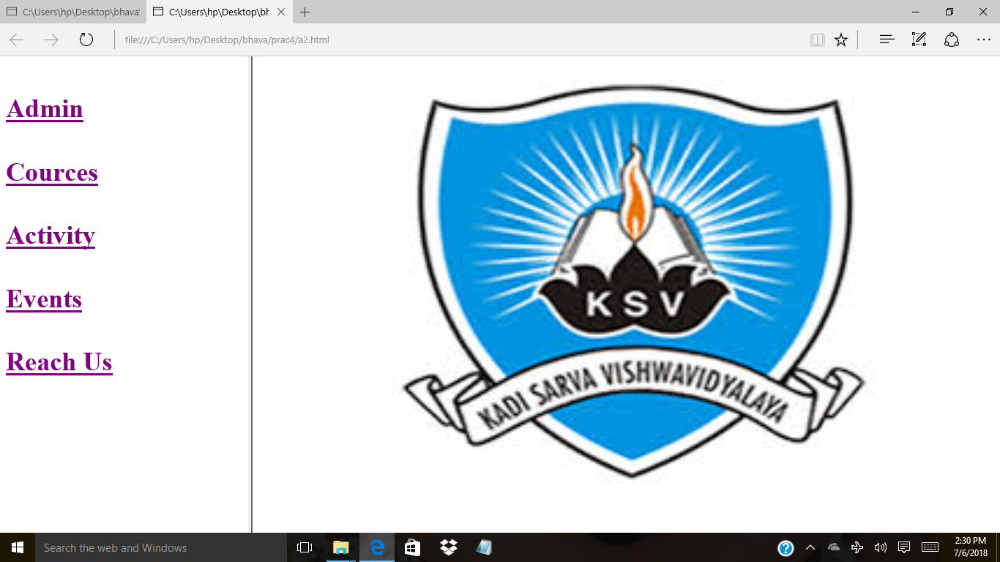 C:\Users\hp\Desktop\bhava\
C:\Users\hp\Desktop\bh
file:///C:/Users/hp/Desktop/bhava/prac4/a2.html
Admin
Cources
Activity
Events
Reach Us
K S V
KADI SARVA VISHWAVIDYALAYA
Search the web and Windows
2:30 PM
7/6/2018